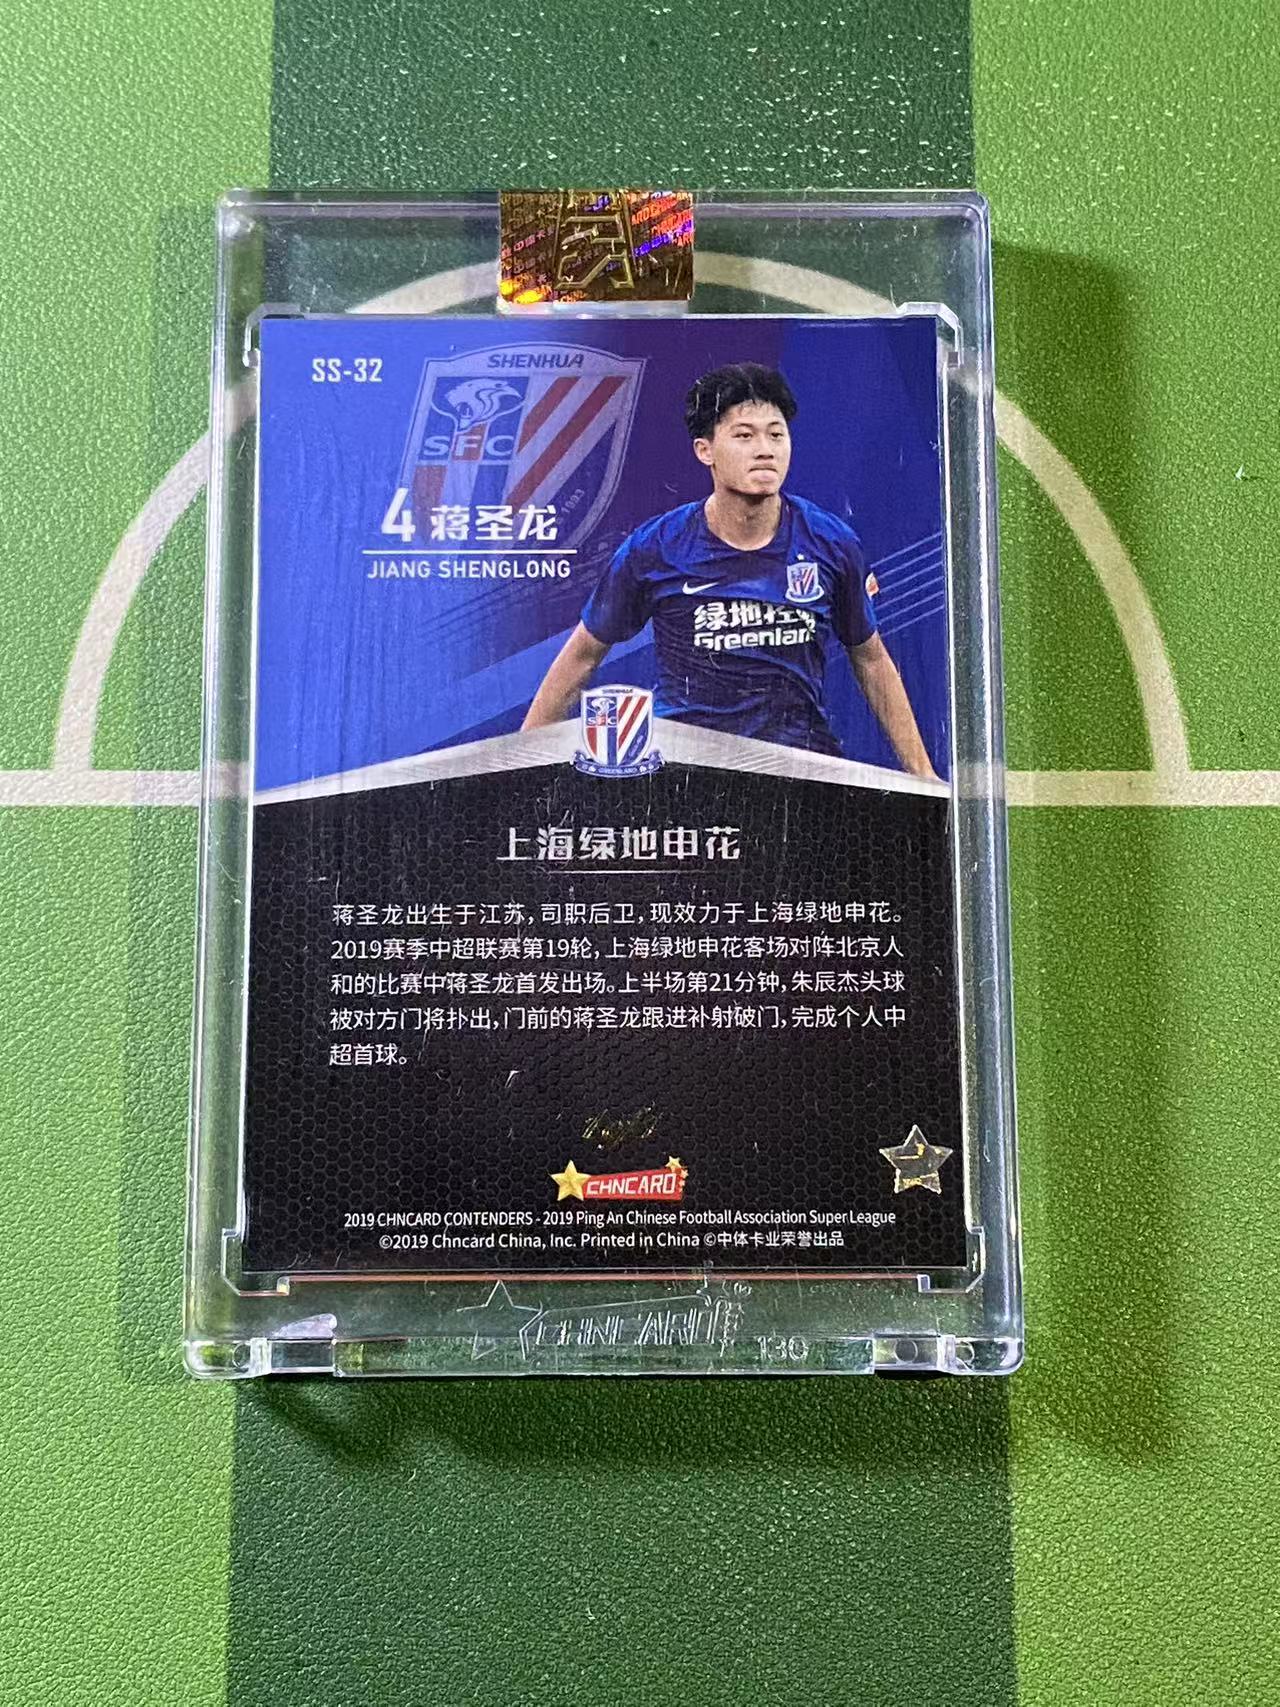 SS-32
SHENHUA
SFC
1993
4 蒋圣龙
JIANG SHENGLONG
绿地控
Greenlan
SHENHUA
SFC
GREENLAND
上海绿地申花
蒋圣龙出生于江苏,司职后卫,现效力于上海绿地申花。
2019赛季中超联赛第19轮,上海绿地申花客场对阵北京人
和的比赛中蒋圣龙首发出场。上半场第21分钟,朱辰杰头球
被对方门将扑出,门前的蒋圣龙跟进补射破门,完成个人中
超首球。
CHNCARD
2019 CHNCARD CONTENDERS - 2019 Ping An Chinese Football Association Super League
©2019 Chncard China, Inc. Printed in China ©中体卡业荣誉出品
CHNCARD
130